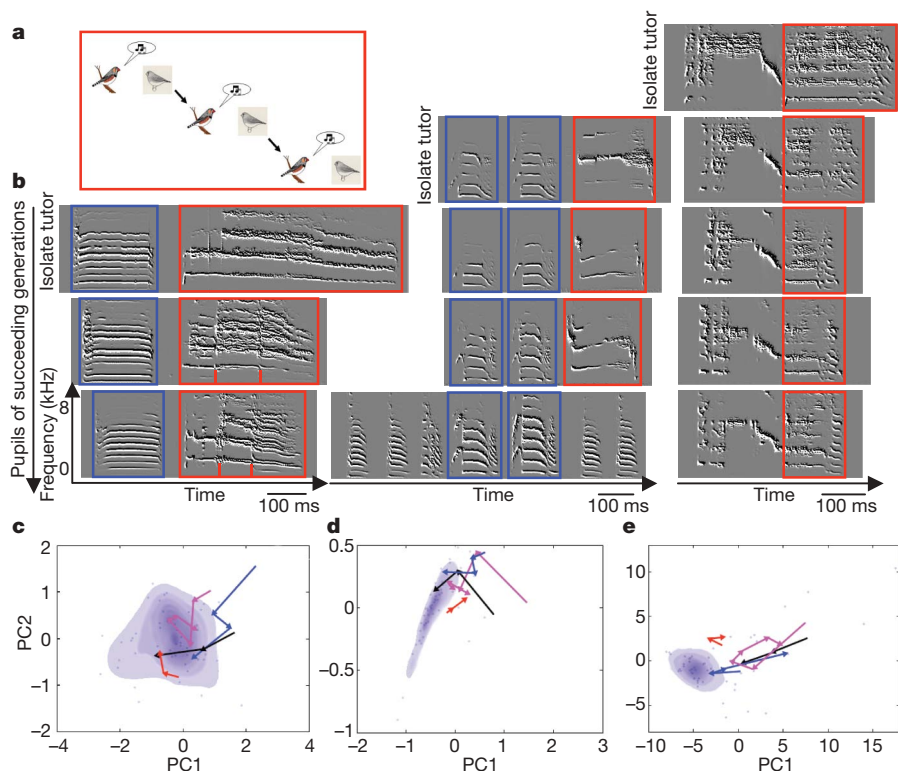 a
b
Isolate tutor
Pupils of succeeding generations
Frequency (kHz)
8
0
Time
100 ms
Isolate tutor
Time
100 ms
Isolate tutor
Time
100 ms
c
PC2
2
1
0
−1
−2
−4 −2 0 2 4
PC1
d
0.5
0
−0.5
−1
−2 −1 0 1 2 3
PC1
e
10
5
0
−5
−10 −5 0 5 10 15
PC1